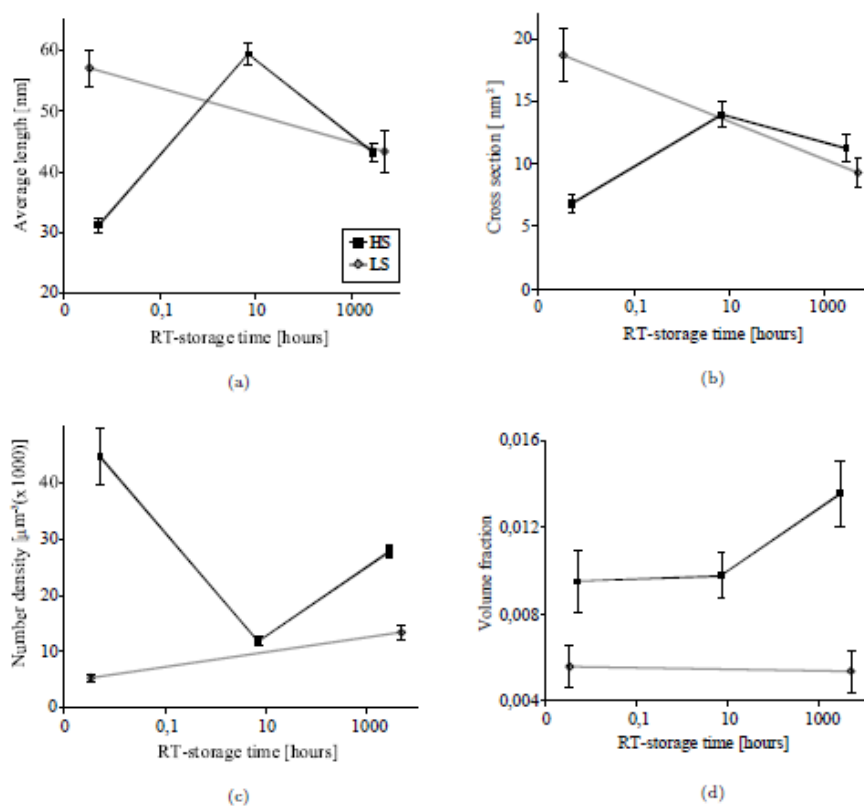 60
50
40
30
20
Average length [nm]
HS
LS
0 0,1 10 1000
RT-storage time [hours]
(a)
20
15
10
5
0
Cross section [ nm²]
0 0,1 10 1000
RT-storage time [hours]
(b)
40
30
20
10
0
Number density [μm⁻³(x1000)]
0 0,1 10 1000
RT-storage time [hours]
(c)
0,016
0,012
0,008
0,004
Volume fraction
0 0,1 10 1000
RT-storage time [hours]
(d)